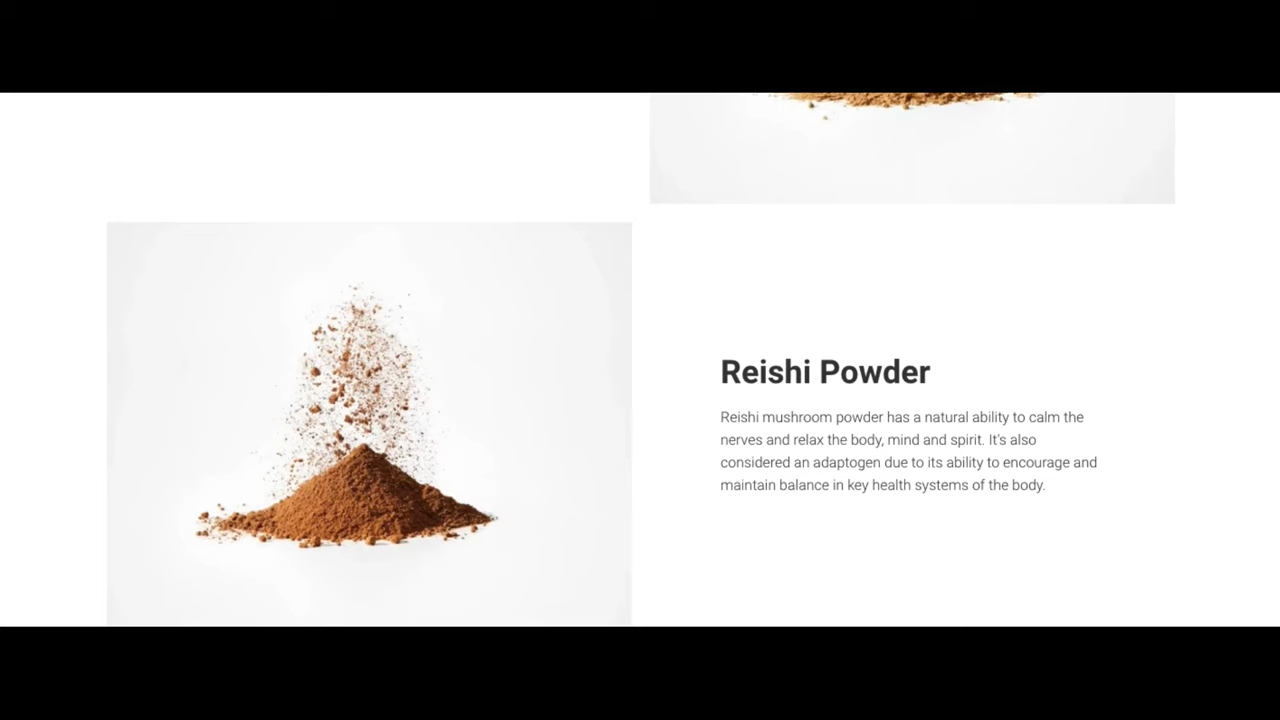 Reishi Powder
Reishi mushroom powder has a natural ability to calm the
nerves and relax the body, mind and spirit. It's also
considered an adaptogen due to its ability to encourage and
maintain balance in key health systems of the body.